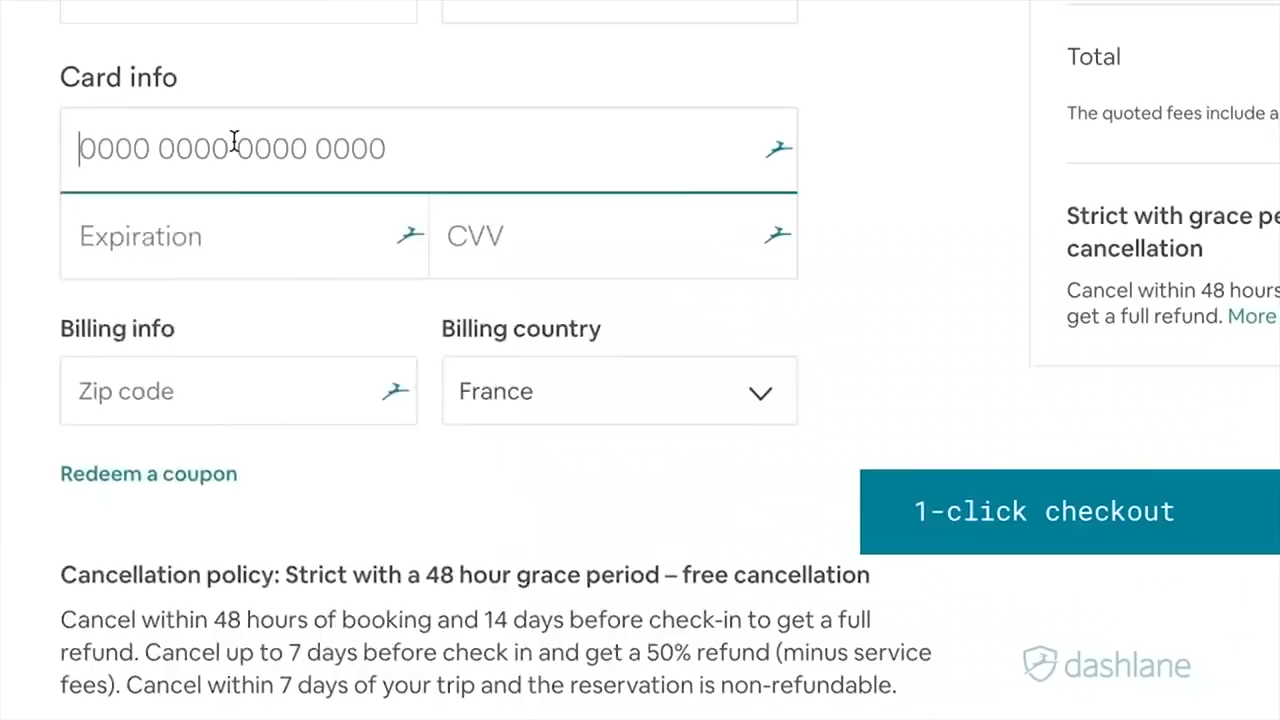 Card info
0000 0000 0000 0000
Expiration
CVV
Billing info
Billing country
Zip code
France
Redeem a coupon
Cancellation policy: Strict with a 48 hour grace period – free cancellation
Cancel within 48 hours of booking and 14 days before check-in to get a full
refund. Cancel up to 7 days before check in and get a 50% refund (minus service
fees). Cancel within 7 days of your trip and the reservation is non-refundable.
Total
The quoted fees include a
Strict with grace pe
cancellation
Cancel within 48 hours
get a full refund. More
1-click checkout
dashlane